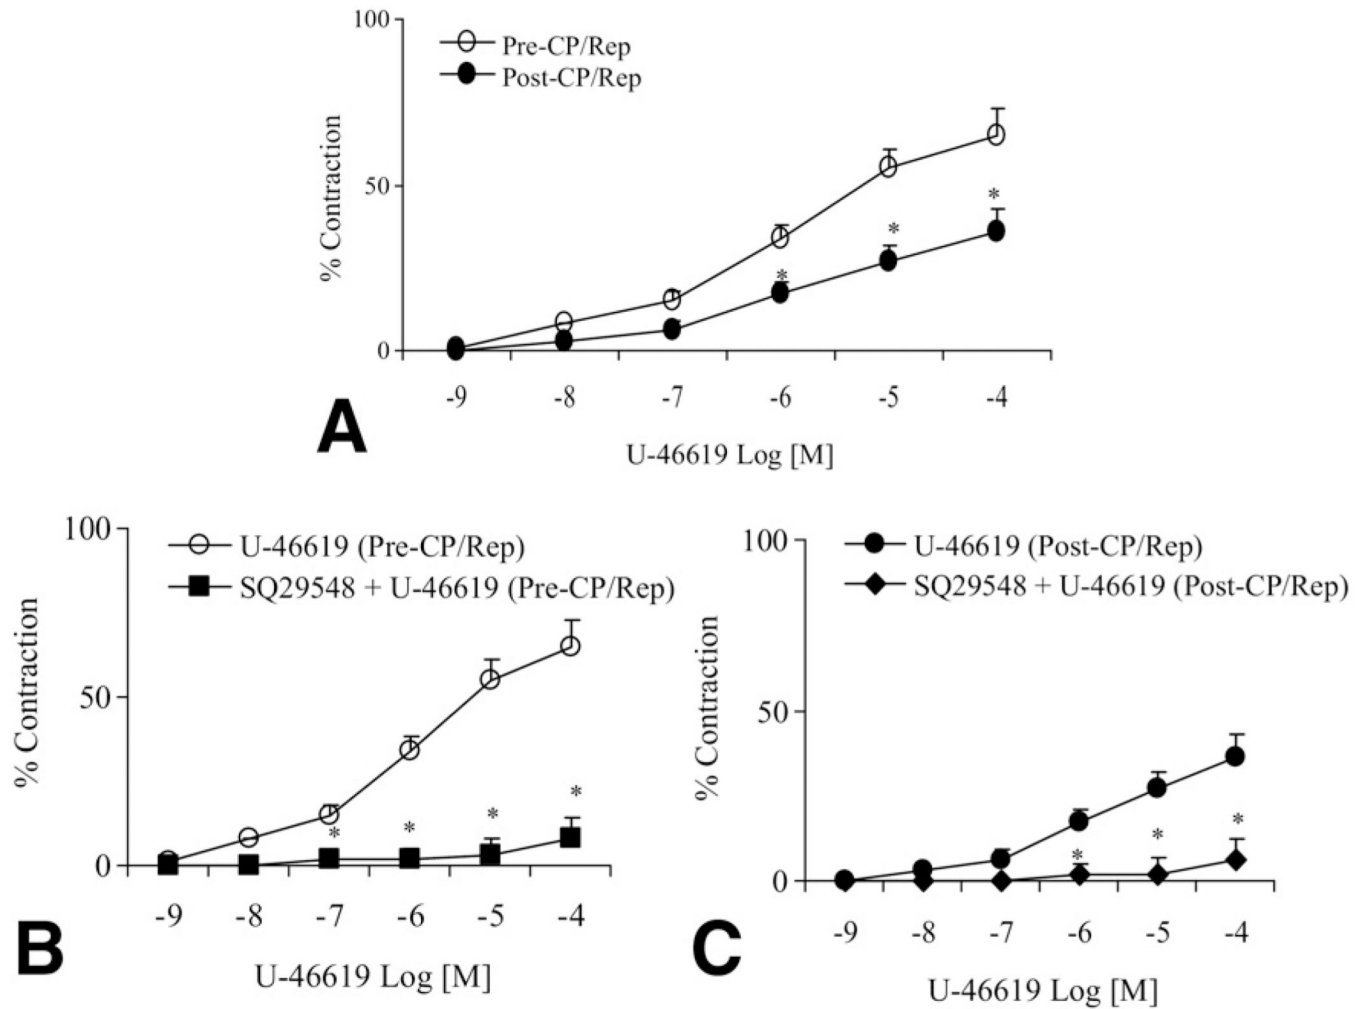 100
Pre-CP/Rep
Post-CP/Rep
% Contraction
50
*
*
*
0
-9 -8 -7 -6 -5 -4
A
U-46619 Log [M]
100
U-46619 (Pre-CP/Rep)
SQ29548 + U-46619 (Pre-CP/Rep)
% Contraction
50
* * * *
0
-9 -8 -7 -6 -5 -4
B
U-46619 Log [M]
100
U-46619 (Post-CP/Rep)
SQ29548 + U-46619 (Post-CP/Rep)
% Contraction
50
* * *
0
-9 -8 -7 -6 -5 -4
C
U-46619 Log [M]